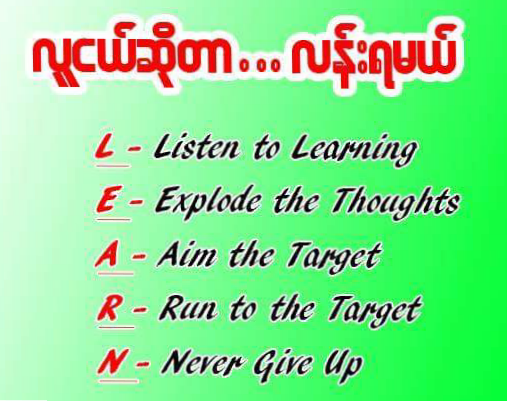 လူငယ်ဆိုတာ... လန်းရမယ်
L - Listen to Learning
E - Explode the Thoughts
A - Aim the Target
R - Run to the Target
N - Never Give Up